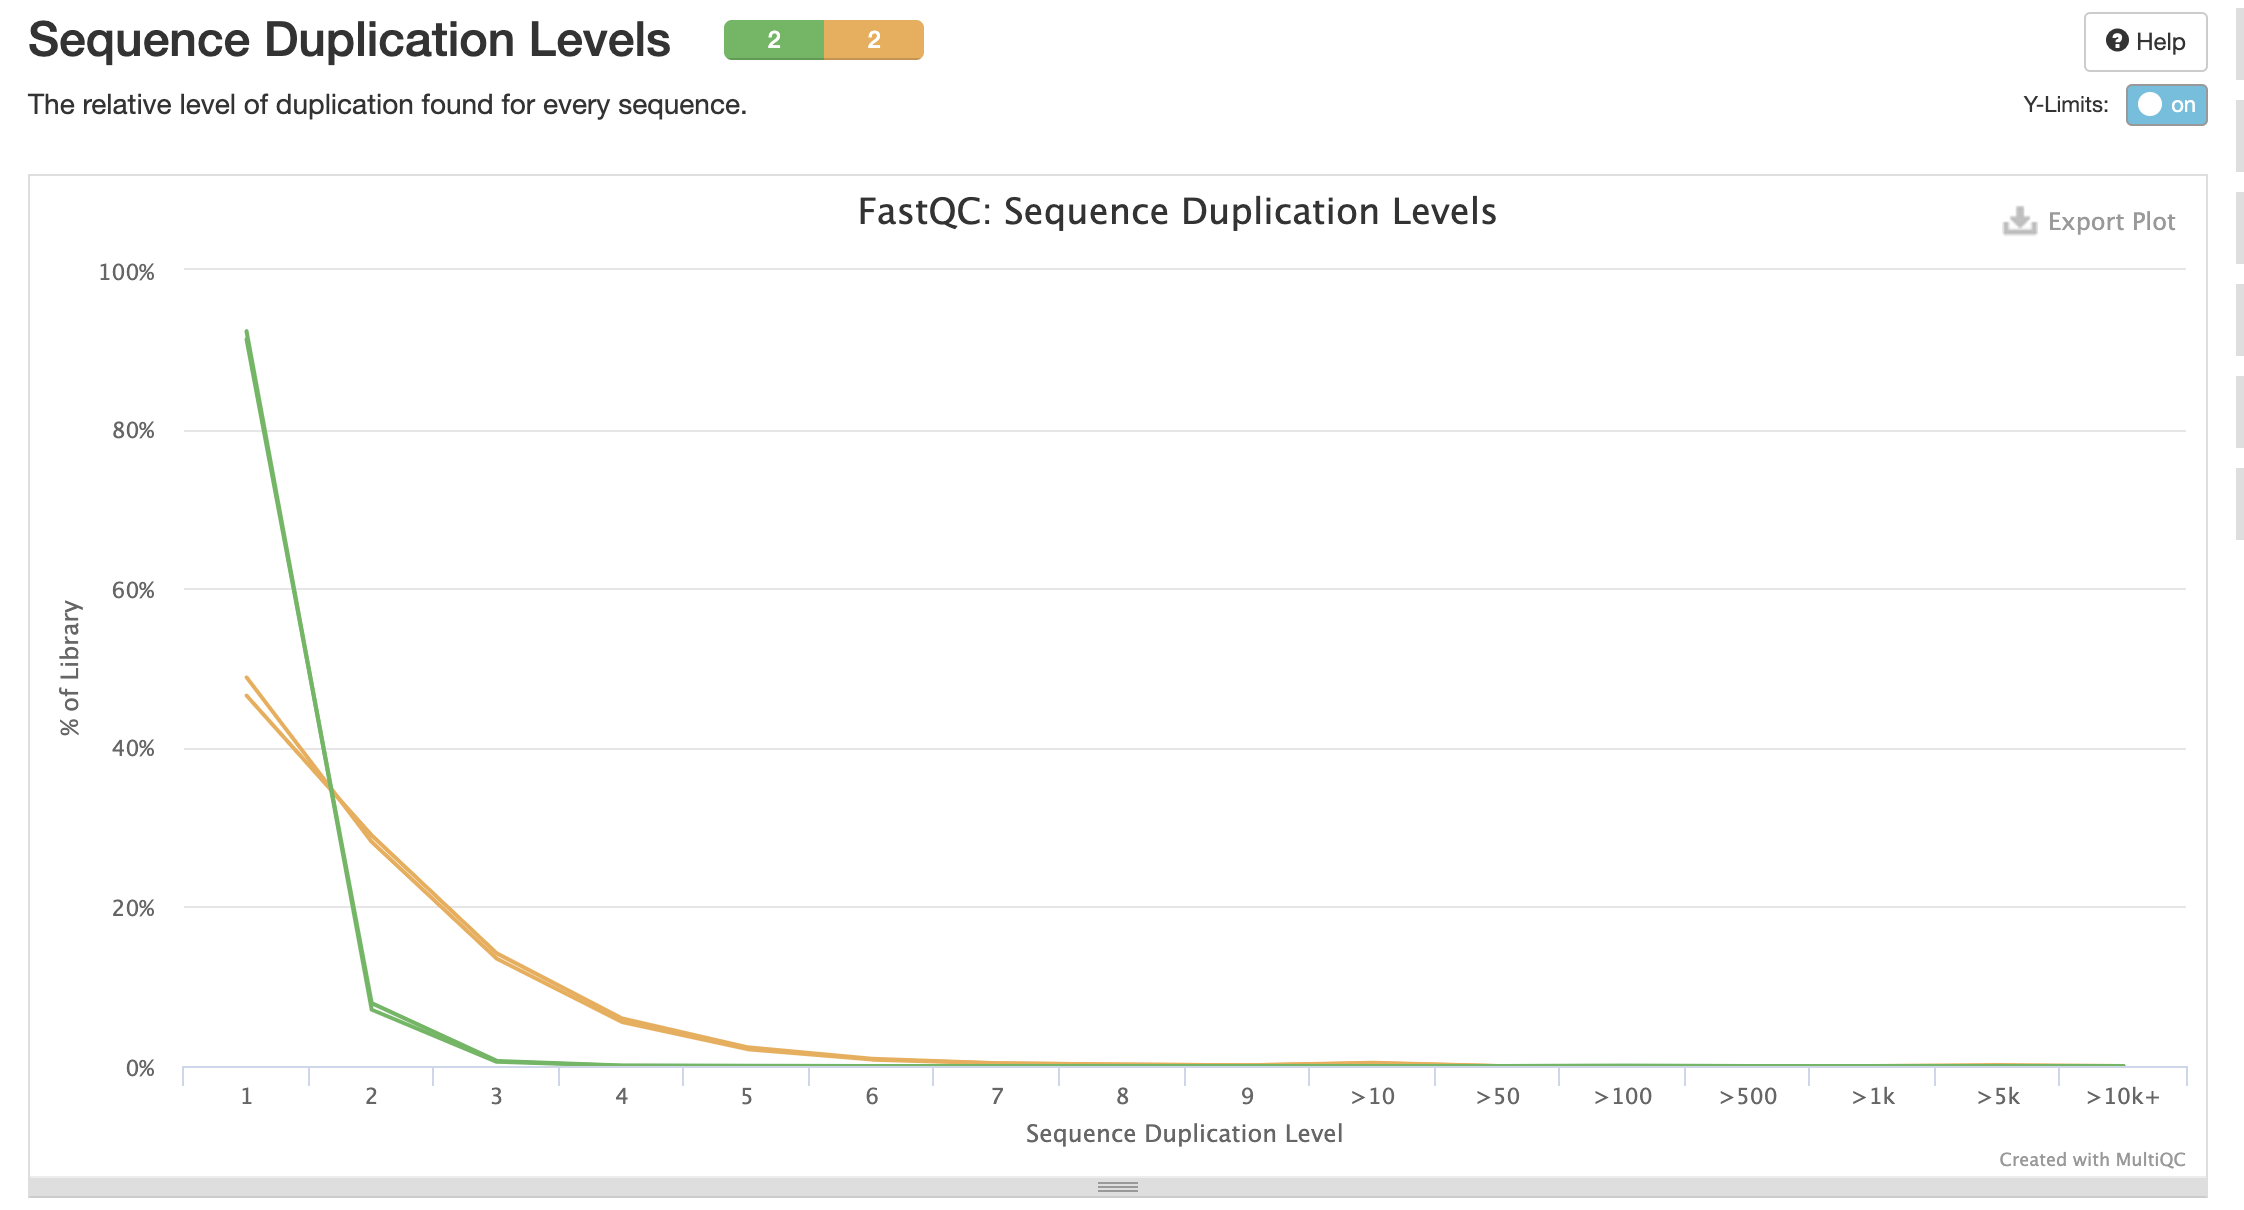 Sequence Duplication Levels 2 2
Help
The relative level of duplication found for every sequence.
Y-Limits: on
FastQC: Sequence Duplication Levels
Export Plot
100%
80%
60%
40%
20%
0%
% of Library
1 2 3 4 5 6 7 8 9 >10 >50 >100 >500 >1k >5k >10k+
Sequence Duplication Level
Created with MultiQC